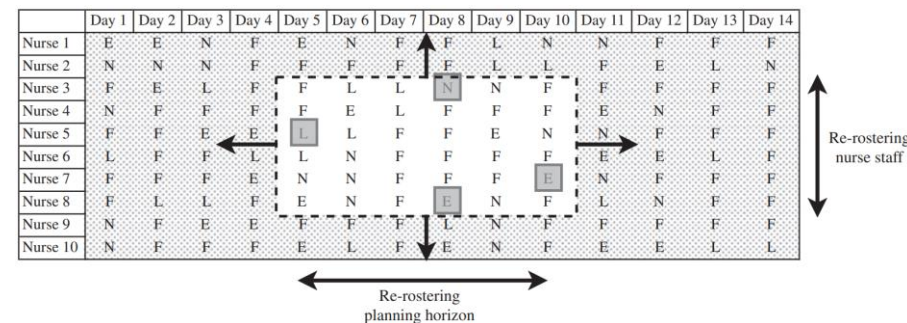 Day 1 Day 2 Day 3 Day 4 Day 5 Day 6 Day 7 Day 8 Day 9 Day 10 Day 11 Day 12 Day 13 Day 14
Nurse 1 E E N F E N F F L N N F F F
Nurse 2 N N N F F F F F L L F E L N
Nurse 3 F E L F F L L N N F F F F F
Nurse 4 N F F F F E L F F F E N F F
Nurse 5 F F E E L L F F E N N F F F
Nurse 6 L F F L L N F F F F E E L F
Nurse 7 F F F E N N F F F E N F F F
Nurse 8 F L L F E N F E N F L N F F
Nurse 9 N F E E F F F L N F F F F F
Nurse 10 N F F F E L F E N F E E L L
Re-rostering
nurse staff
Re-rostering
planning horizon